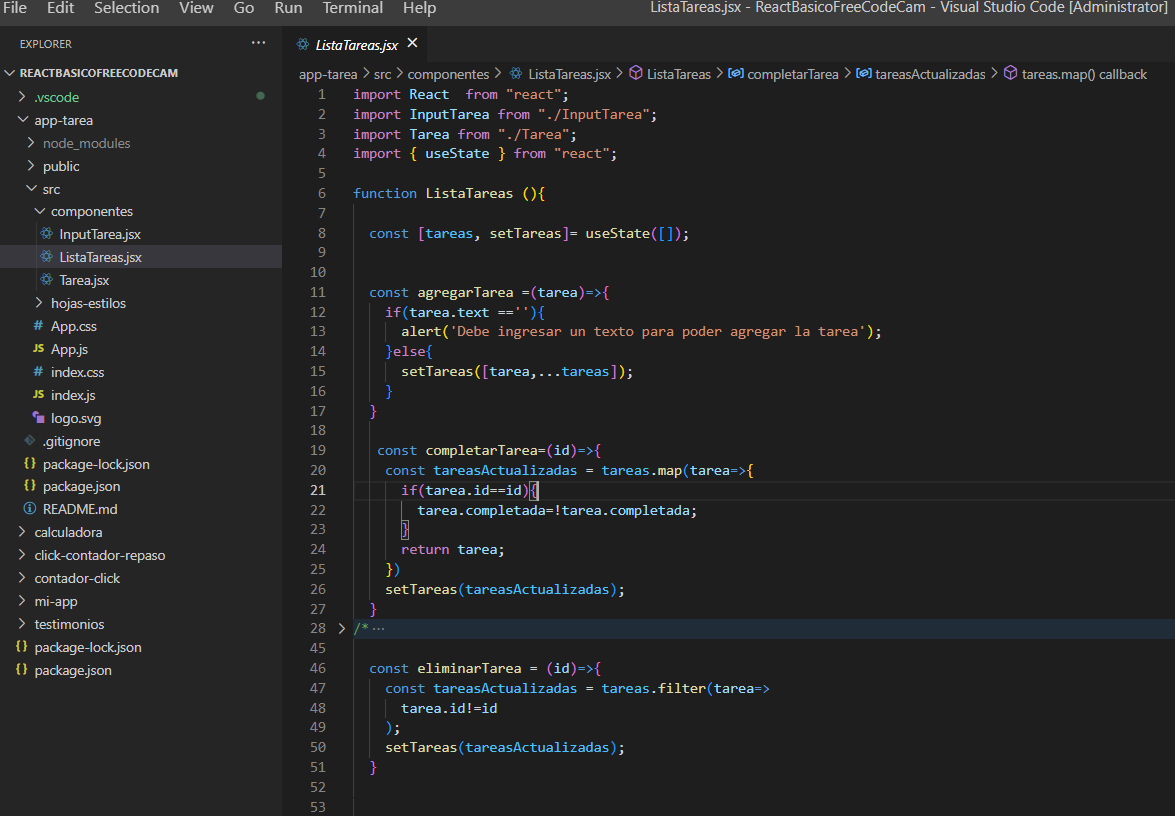 File Edit Selection View Go Run Terminal Help ListaTareas.jsx - ReactBasicoFreeCodeCam - Visual Studio Code [Administrator]
EXPLORER ...
REACTBASICOFREECODECAM
> .vscode
app-tarea
> node_modules
> public
src
componentes
InputTarea.jsx
ListaTareas.jsx
Tarea.jsx
> hojas-estilos
# App.css
JS App.js
# index.css
JS index.js
logo.svg
.gitignore
{} package-lock.json
{} package.json
README.md
> calculadora
> click-contador-repaso
> contador-click
> mi-app
> testimonios
{} package-lock.json
{} package.json
ListaTareas.jsx ×
app-tarea > src > componentes > ListaTareas.jsx > ListaTareas > completarTarea > tareasActualizadas > tareas.map() callback
1 import React  from "react";
2 import InputTarea from "./InputTarea";
3 import Tarea from "./Tarea";
4 import { useState } from "react";
5
6 function ListaTareas (){
7
8   const [tareas, setTareas]= useState([]);
9
10
11   const agregarTarea =(tarea)=>{
12     if(tarea.text ==''){
13       alert('Debe ingresar un texto para poder agregar la tarea');
14     }else{
15       setTareas([tarea,...tareas]);
16     }
17   }
18
19    const completarTarea=(id)=>{
20     const tareasActualizadas = tareas.map(tarea=>{
21       if(tarea.id==id){
22         tarea.completada=!tarea.completada;
23       }
24       return tarea;
25     })
26     setTareas(tareasActualizadas);
27   }
28 > /* ...
45
46   const eliminarTarea = (id)=>{
47     const tareasActualizadas = tareas.filter(tarea=>
48       tarea.id!=id
49     );
50     setTareas(tareasActualizadas);
51   }
52
53